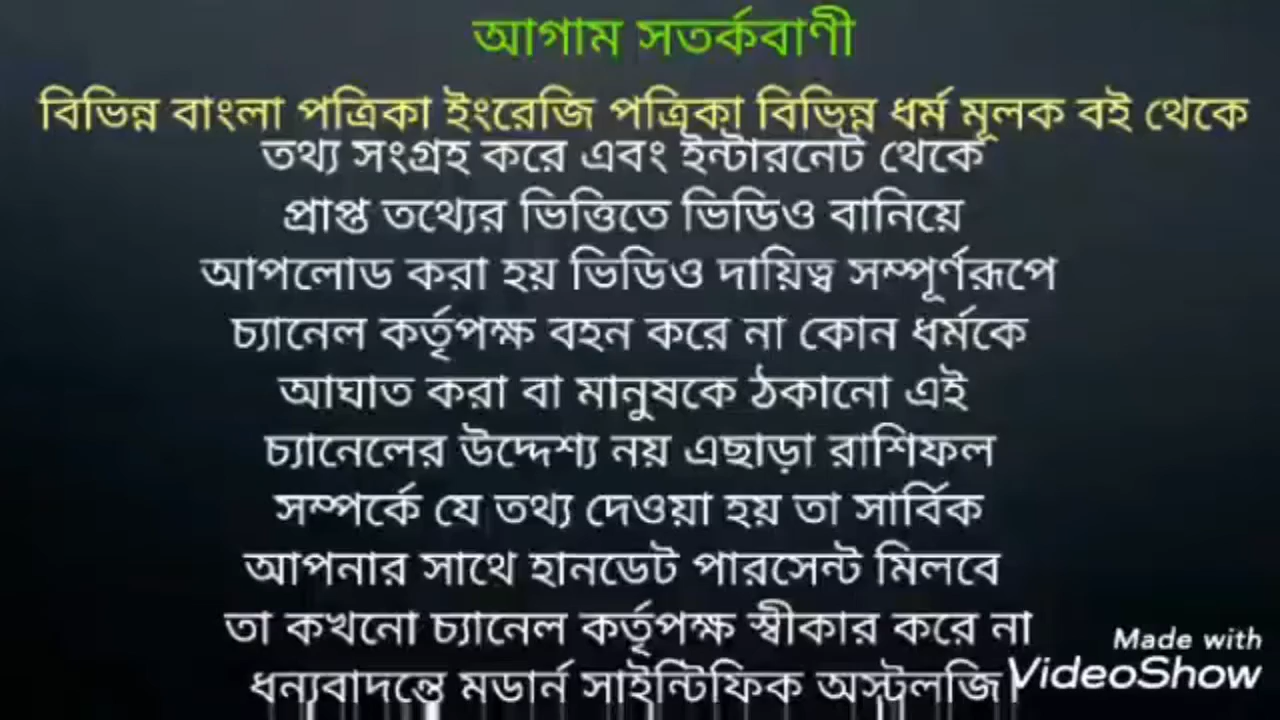 আগাম সতর্কবাণী
বিভিন্ন বাংলা পত্রিকা ইংরেজি পত্রিকা বিভিন্ন ধর্ম মূলক বই থেকে
তথ্য সংগ্রহ করে এবং ইন্টারনেট থেকে
প্রাপ্ত তথ্যের ভিত্তিতে ভিডিও বানিয়ে
আপলোড করা হয় ভিডিও দায়িত্ব সম্পূর্ণরূপে
চ্যানেল কর্তৃপক্ষ বহন করে না কোন ধর্মকে
আঘাত করা বা মানুষকে ঠকানো এই
চ্যানেলের উদ্দেশ্য নয় এছাড়া রাশিফল
সম্পর্কে যে তথ্য দেওয়া হয় তা সার্বিক
আপনার সাথে হানডেট পারসেন্ট মিলবে
তা কখনো চ্যানেল কর্তৃপক্ষ স্বীকার করে না
ধন্যবাদন্তে মডার্ন সাইন্টিফিক অস্ট্রলজি।
Made with
VideoShow